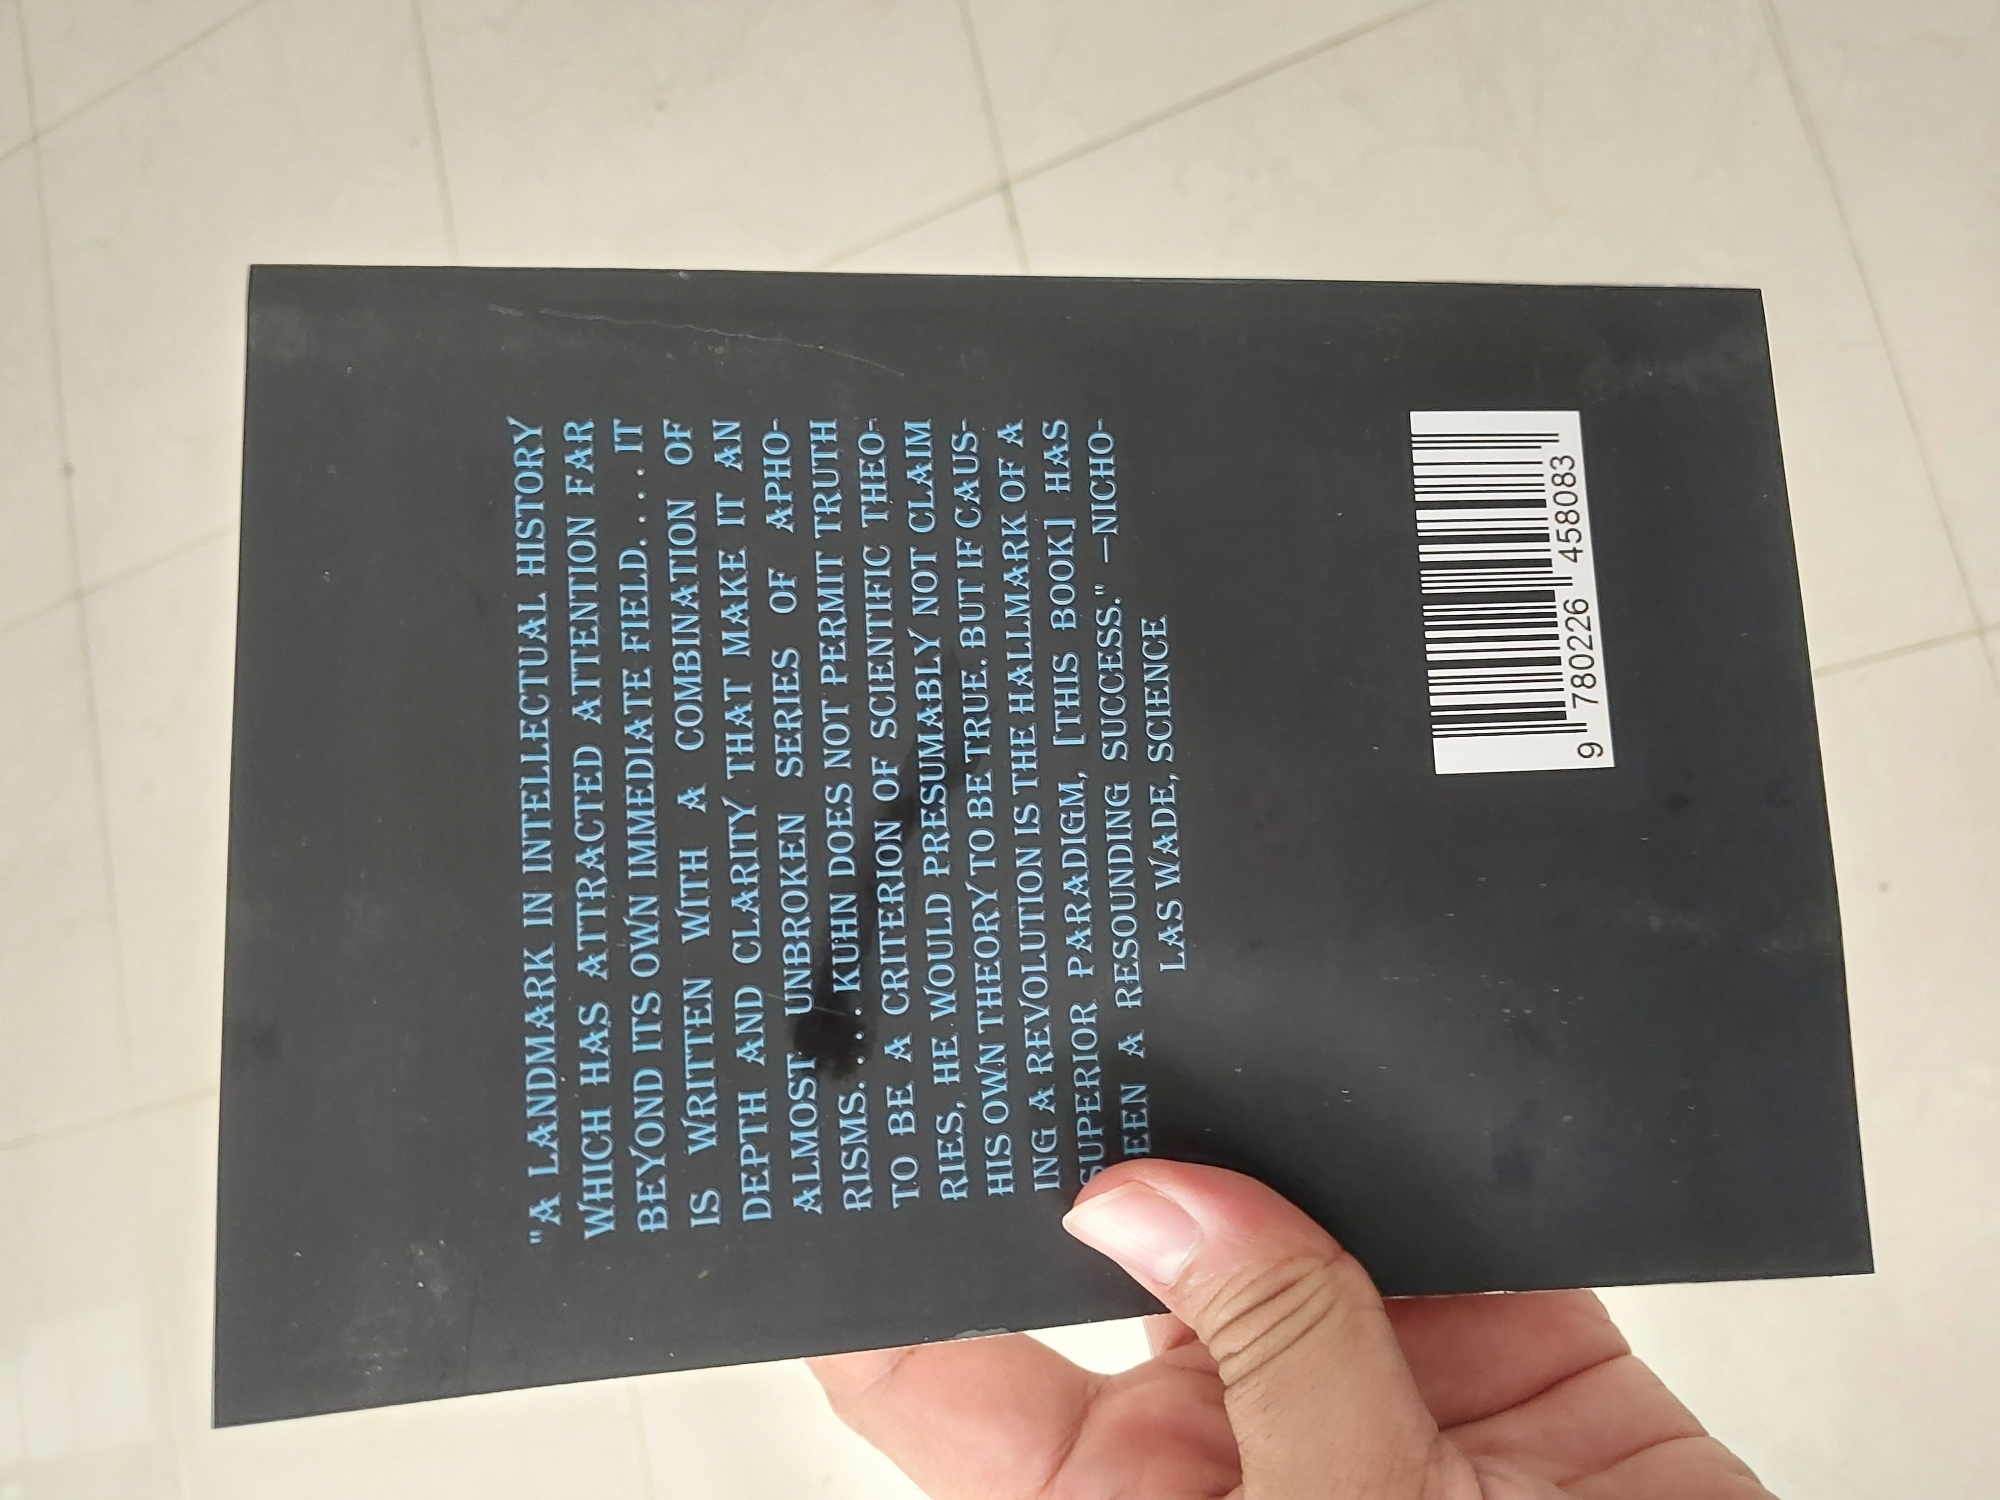 "A LANDMARK IN INTELLECTUAL HISTORY
WHICH HAS ATTRACTED ATTENTION FAR
BEYOND ITS OWN IMMEDIATE FIELD. . . . IT
IS WRITTEN WITH A COMBINATION OF
DEPTH AND CLARITY THAT MAKE IT AN
ALMOST UNBROKEN SERIES OF APHO-
RISMS. . . . KUHN DOES NOT PERMIT TRUTH
TO BE A CRITERION OF SCIENTIFIC THEO-
RIES, HE WOULD PRESUMABLY NOT CLAIM
HIS OWN THEORY TO BE TRUE. BUT IF CAUS-
ING A REVOLUTION IS THE HALLMARK OF A
SUPERIOR PARADIGM, [THIS BOOK] HAS
EEN A RESOUNDING SUCCESS." —NICHO-
LAS WADE, SCIENCE
9 780226 458083